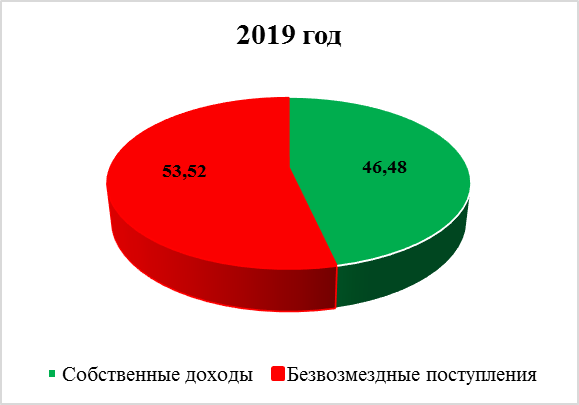 2019 год
53,52
46,48
Собственные доходы
Безвозмездные поступления